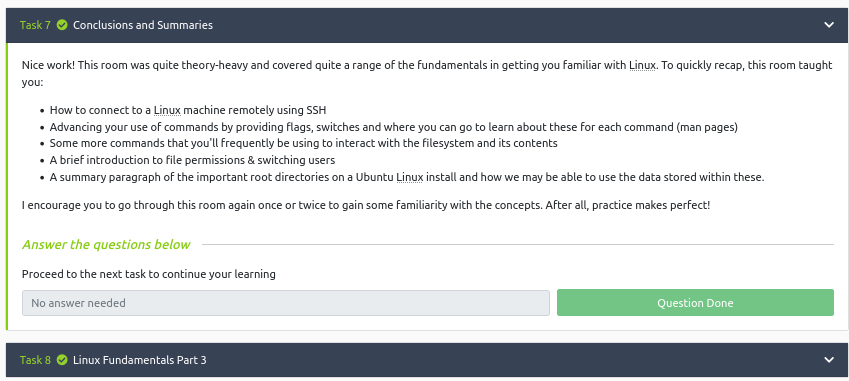 Task 7 Conclusions and Summaries
Nice work! This room was quite theory-heavy and covered quite a range of the fundamentals in getting you familiar with Linux. To quickly recap, this room taught
you:
• How to connect to a Linux machine remotely using SSH
• Advancing your use of commands by providing flags, switches and where you can go to learn about these for each command (man pages)
• Some more commands that you'll frequently be using to interact with the filesystem and its contents
• A brief introduction to file permissions & switching users
• A summary paragraph of the important root directories on a Ubuntu Linux install and how we may be able to use the data stored within these.
I encourage you to go through this room again once or twice to gain some familiarity with the concepts. After all, practice makes perfect!
Answer the questions below
Proceed to the next task to continue your learning
No answer needed
Question Done
Task 8 Linux Fundamentals Part 3